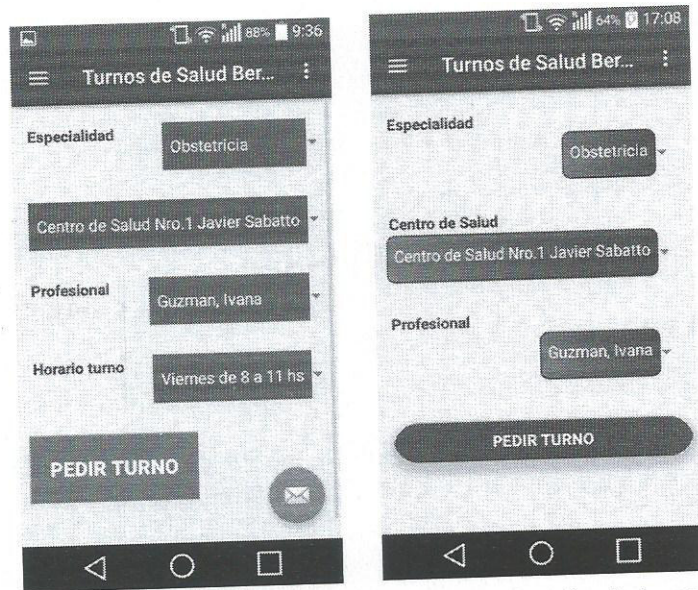 88% 9:36
Turnos de Salud Ber...
Especialidad
Obstetricia
Centro de Salud Nro.1 Javier Sabatto
Profesional
Guzman, Ivana
Horario turno
Viernes de 8 a 11 hs
PEDIR TURNO
64% 17:08
Turnos de Salud Ber...
Especialidad
Obstetricia
Centro de Salud
Centro de Salud Nro.1 Javier Sabatto
Profesional
Guzman, Ivana
PEDIR TURNO